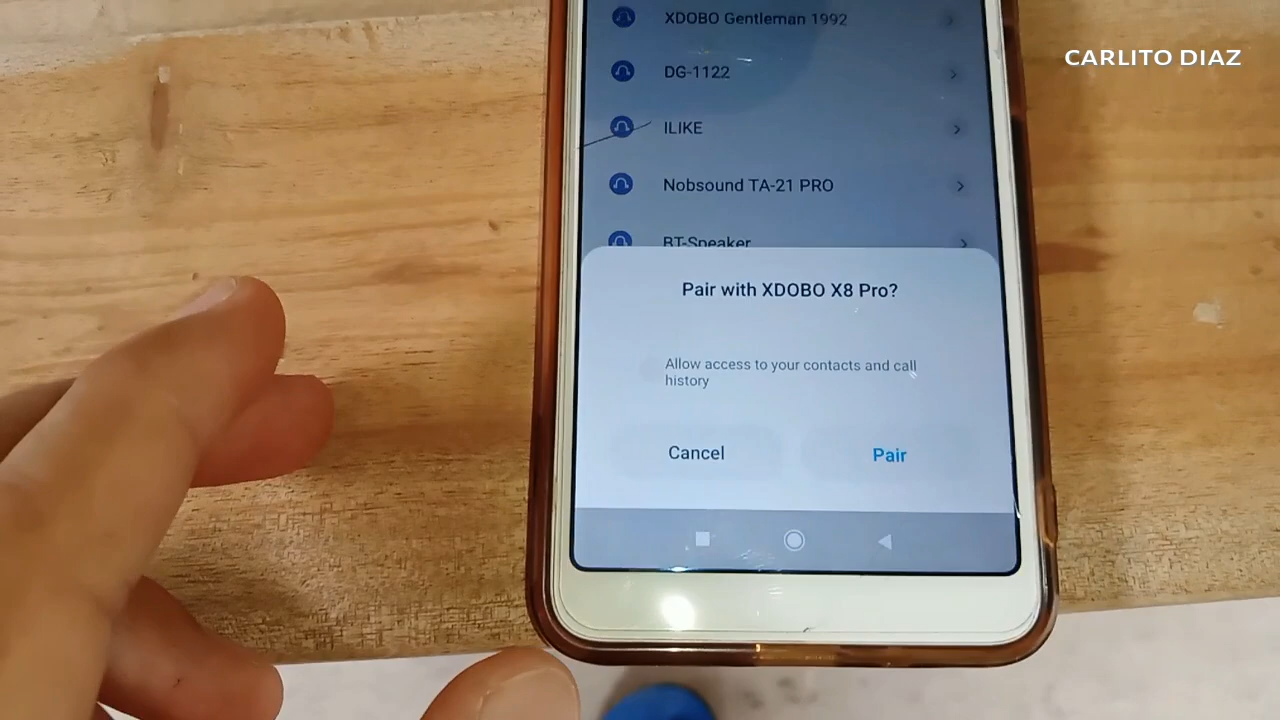 CARLITO DIAZ
XDOBO Gentleman 1992
DG-1122
ILIKE
Nobsound TA-21 PRO
BT-Speaker
Pair with XDOBO X8 Pro?
Allow access to your contacts and call
history
Cancel
Pair